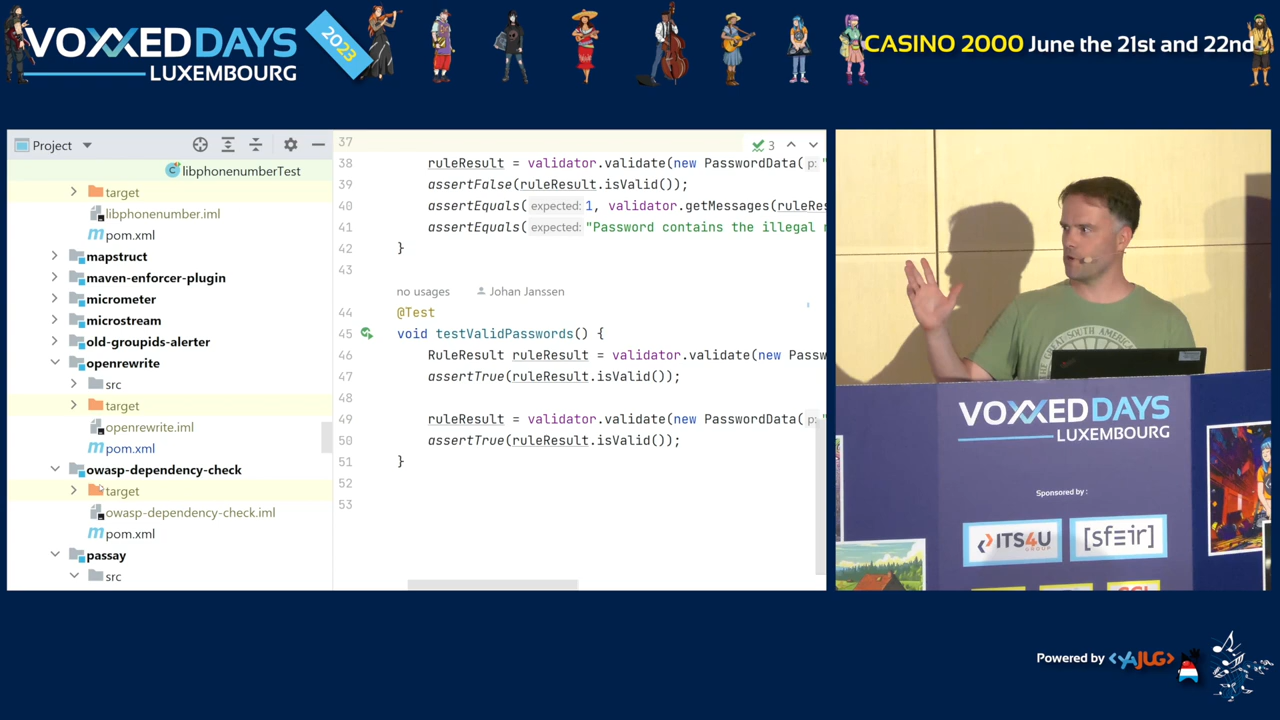 VOXXED DAYS
LUXEMBOURG
2023
CASINO 2000 June the 21st and 22nd
Project
libphonenumberTest
target
libphonenumber.iml
pom.xml
mapstruct
maven-enforcer-plugin
micrometer
microstream
old-groupids-alerter
openrewrite
src
target
openrewrite.iml
pom.xml
owasp-dependency-check
target
owasp-dependency-check.iml
pom.xml
passay
src
3
37
38 ruleResult = validator.validate(new PasswordData( p: "
39 assertFalse(ruleResult.isValid());
40 assertEquals( expected: 1, validator.getMessages(ruleRes
41 assertEquals( expected: "Password contains the illegal
42 }
43
no usages Johan Janssen
44 @Test
45 void testValidPasswords() {
46 RuleResult ruleResult = validator.validate(new Passw
47 assertTrue(ruleResult.isValid());
48
49 ruleResult = validator.validate(new PasswordData( p: "
50 assertTrue(ruleResult.isValid());
51 }
52
53
VOXXED DAYS
LUXEMBOURG
Sponsored by :
ITS4U
GROUP
[sfeir]
Powered by <YAJUG>